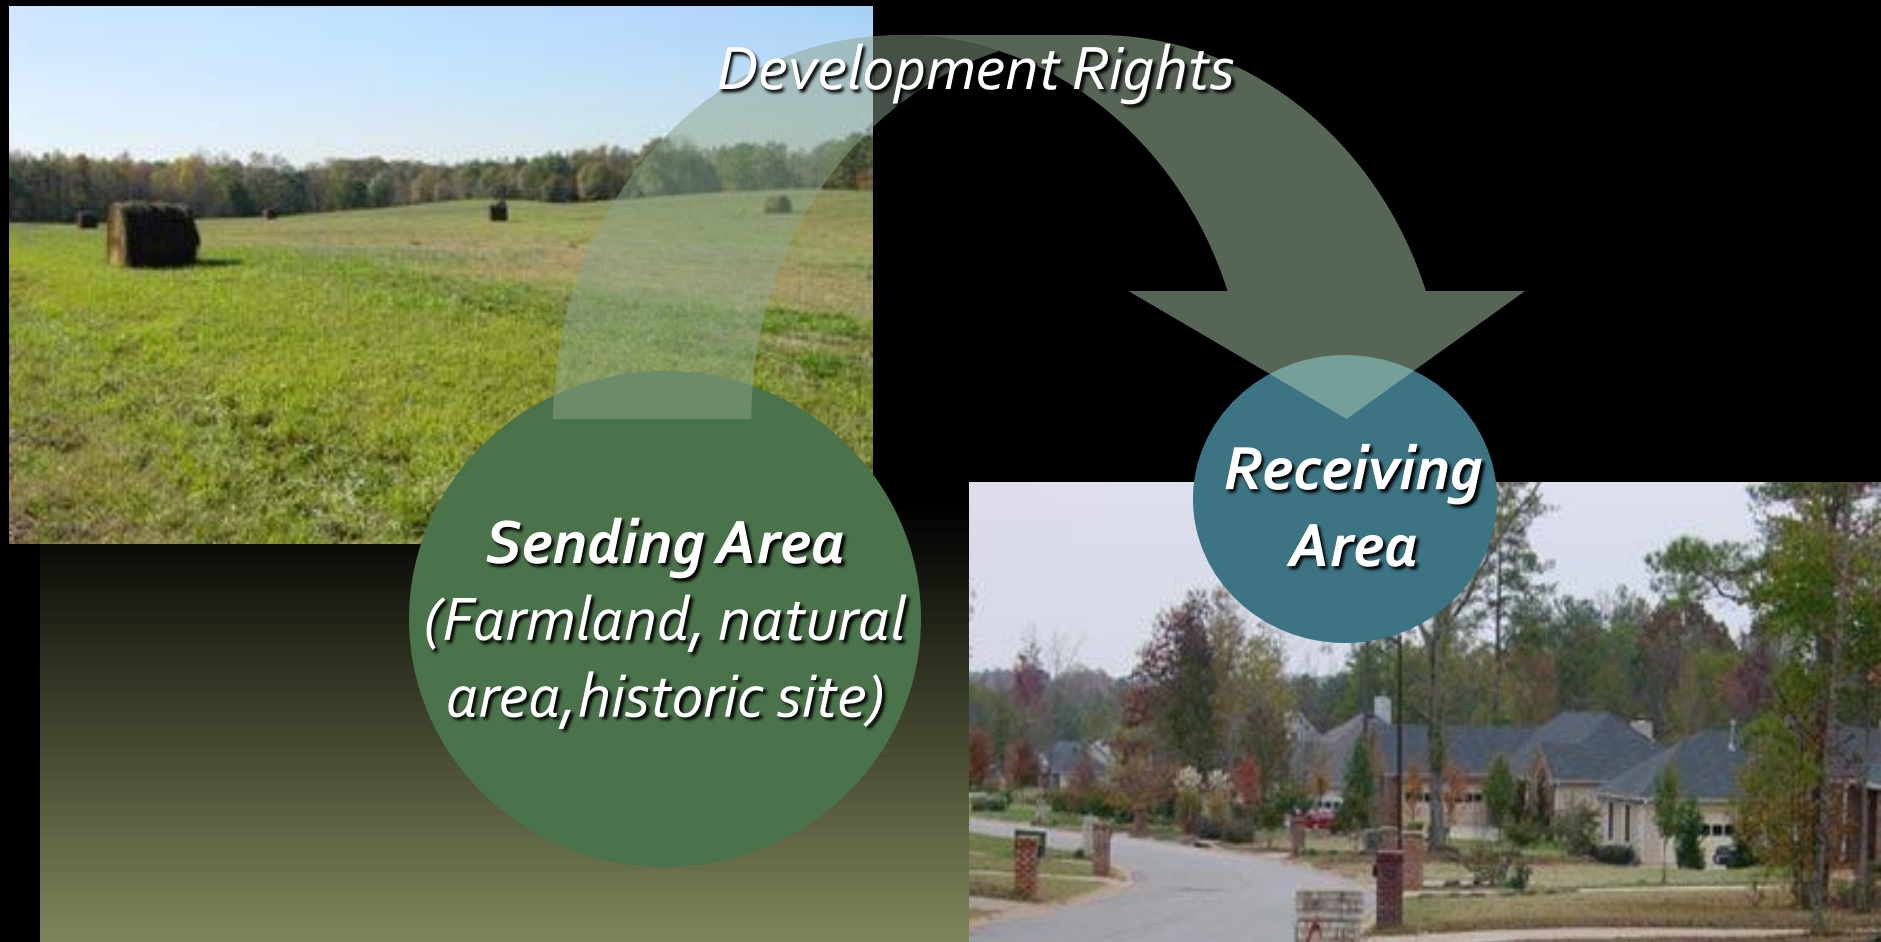 Development Rights
Receiving
Area
Sending Area
(Farmland, natural
area,historic site)